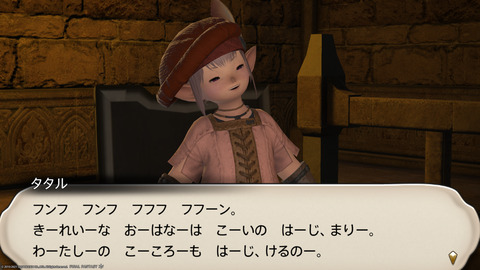 タタル
フンフ　フンフ　フフフ　フフーン。
きーれいーな　おーはなーは　こーいの　はーじ、まりー。
わーたしーの　こーころーも　はーじ、けるのー。
FINAL FANTASY XIV